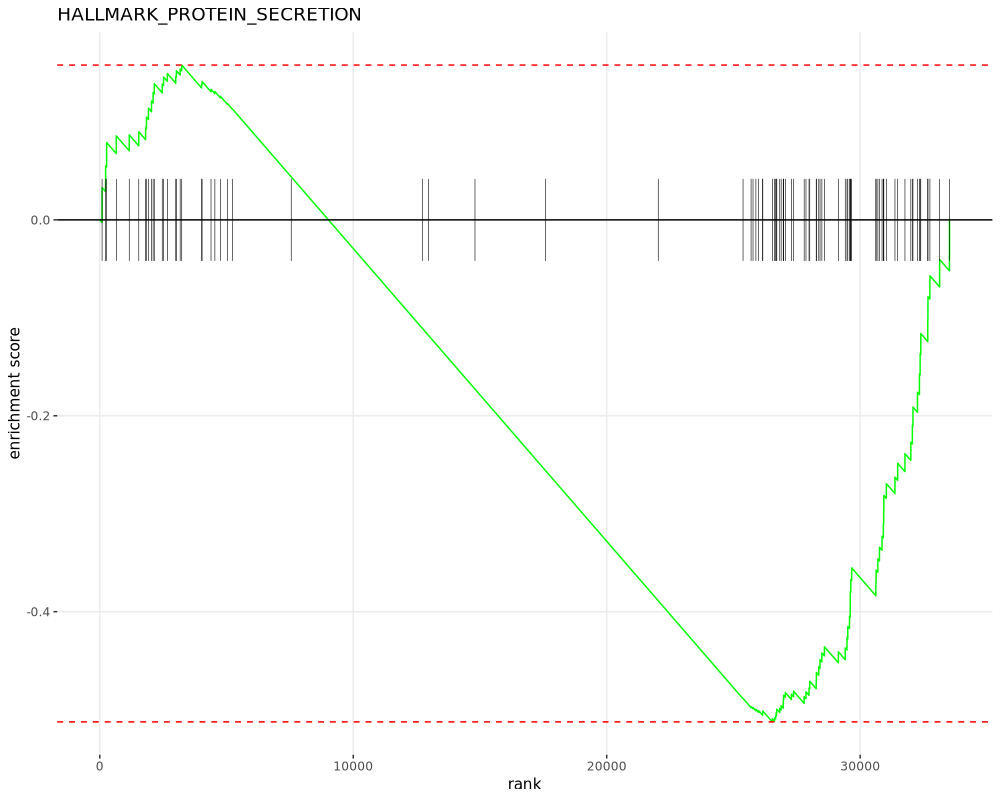 HALLMARK_PROTEIN_SECRETION
enrichment score
0.0
-0.2
-0.4
0
10000
20000
30000
rank